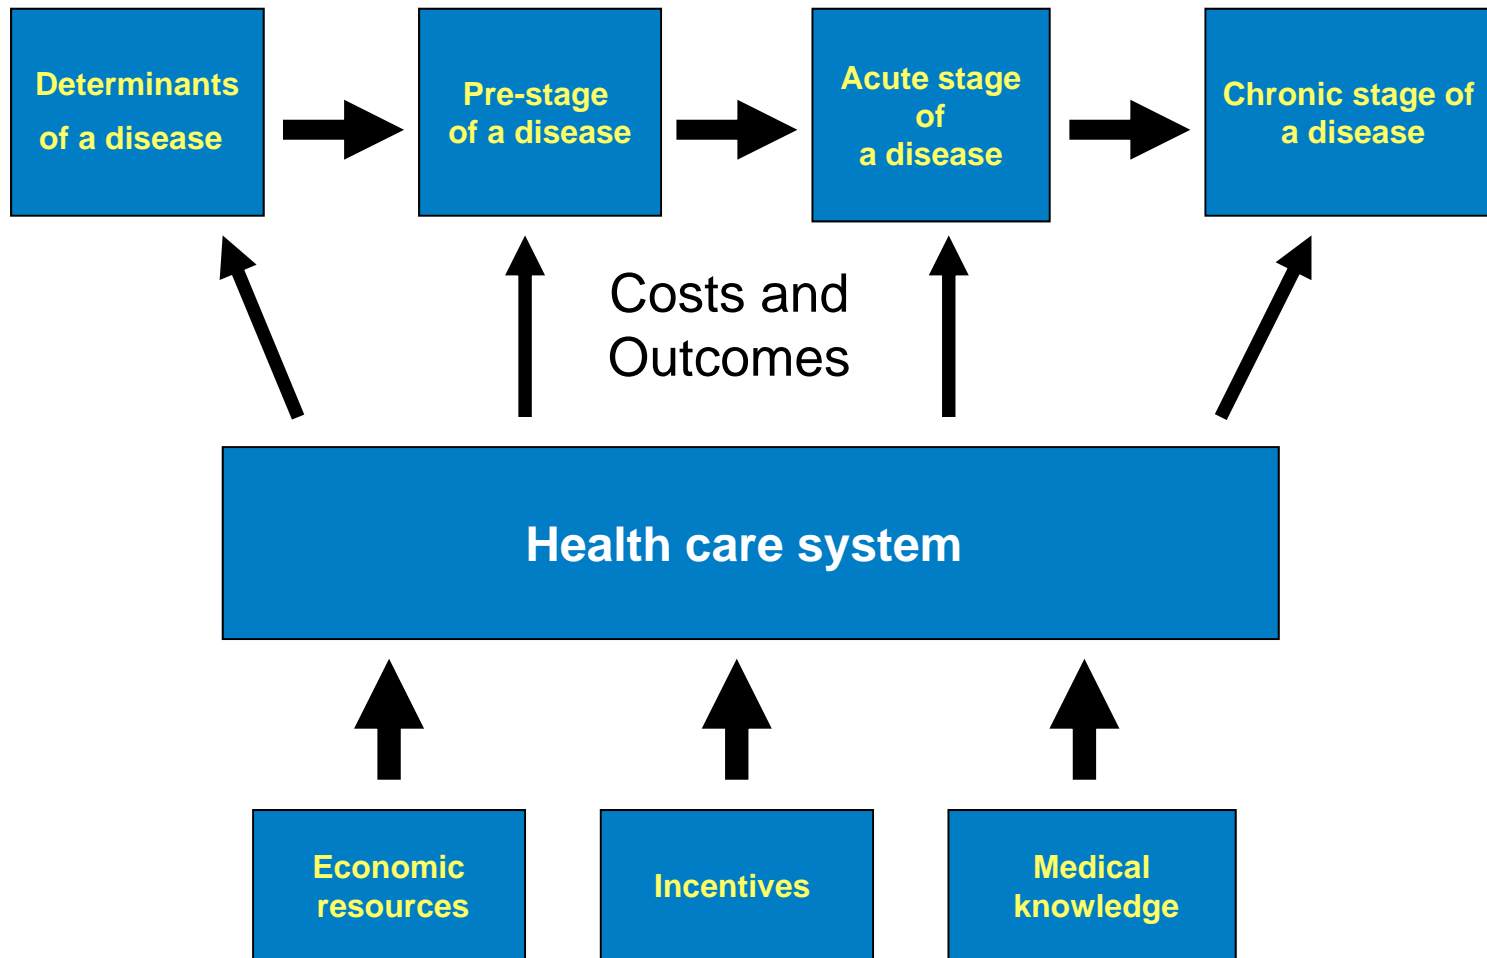 Determinants
of a disease
Pre-stage
of a disease
Acute stage
of
a disease
Chronic stage of
a disease
Costs and
Outcomes
Health care system
Economic
resources
Incentives
Medical
knowledge